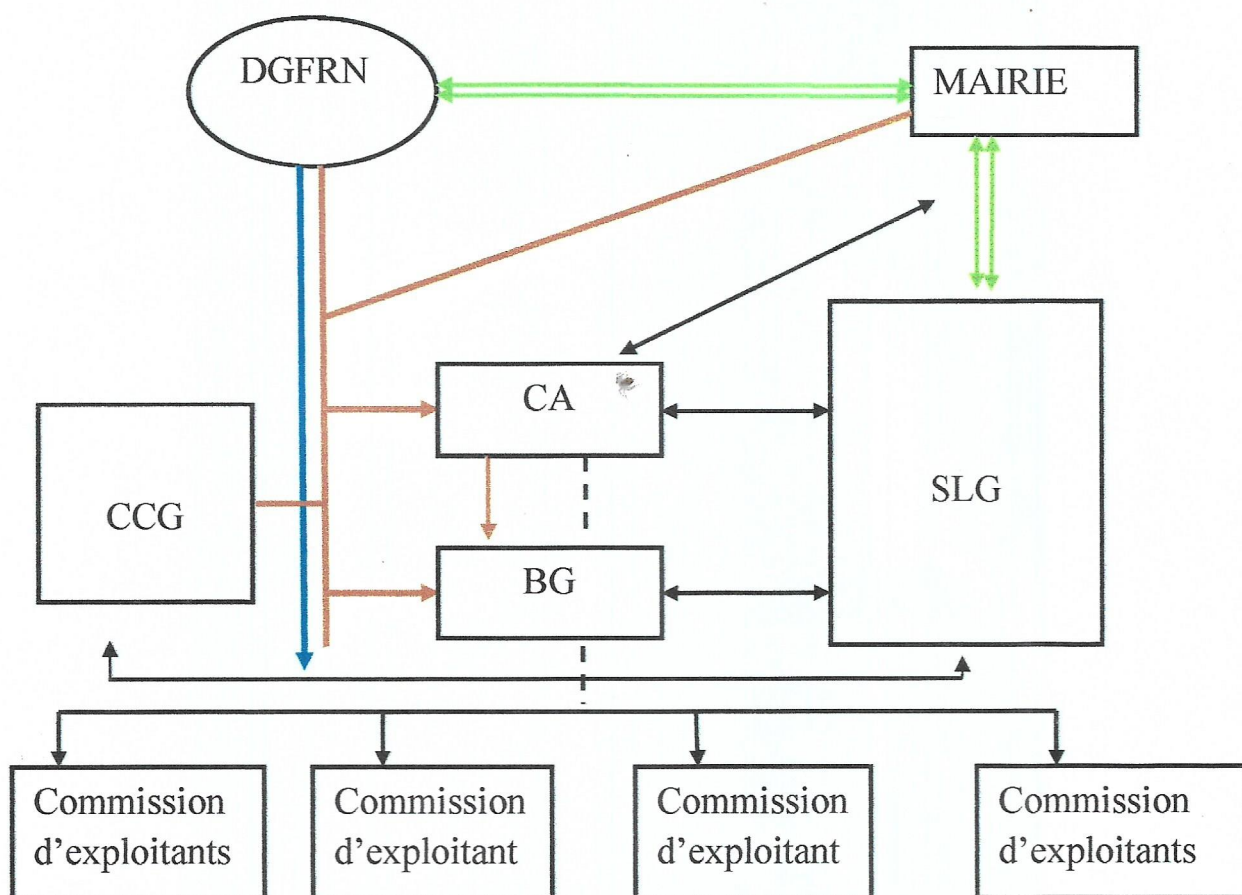 DGFRN
MAIRIE
CA
CCG
SLG
BG
Commission
d'exploitants
Commission
d'exploitant
Commission
d'exploitant
Commission
d'exploitants